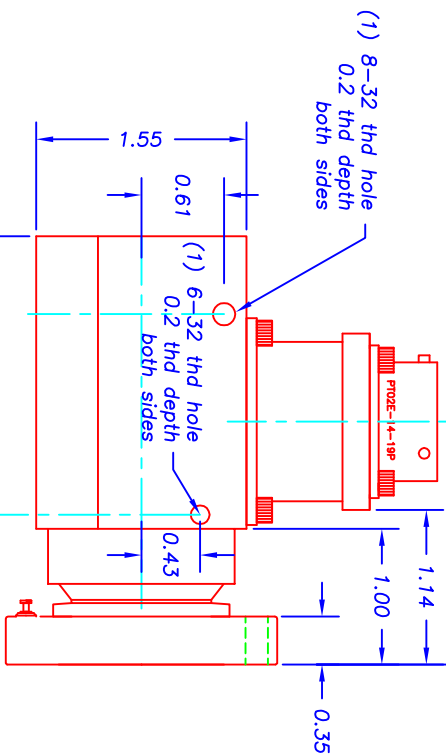 (1) 8-32 thd hole
0.2 thd depth
both sides
1.55
0.61
(1) 6-32 thd hole
0.2 thd depth
both sides
PT02E-14-19P
0.43
1.00
1.14
0.35